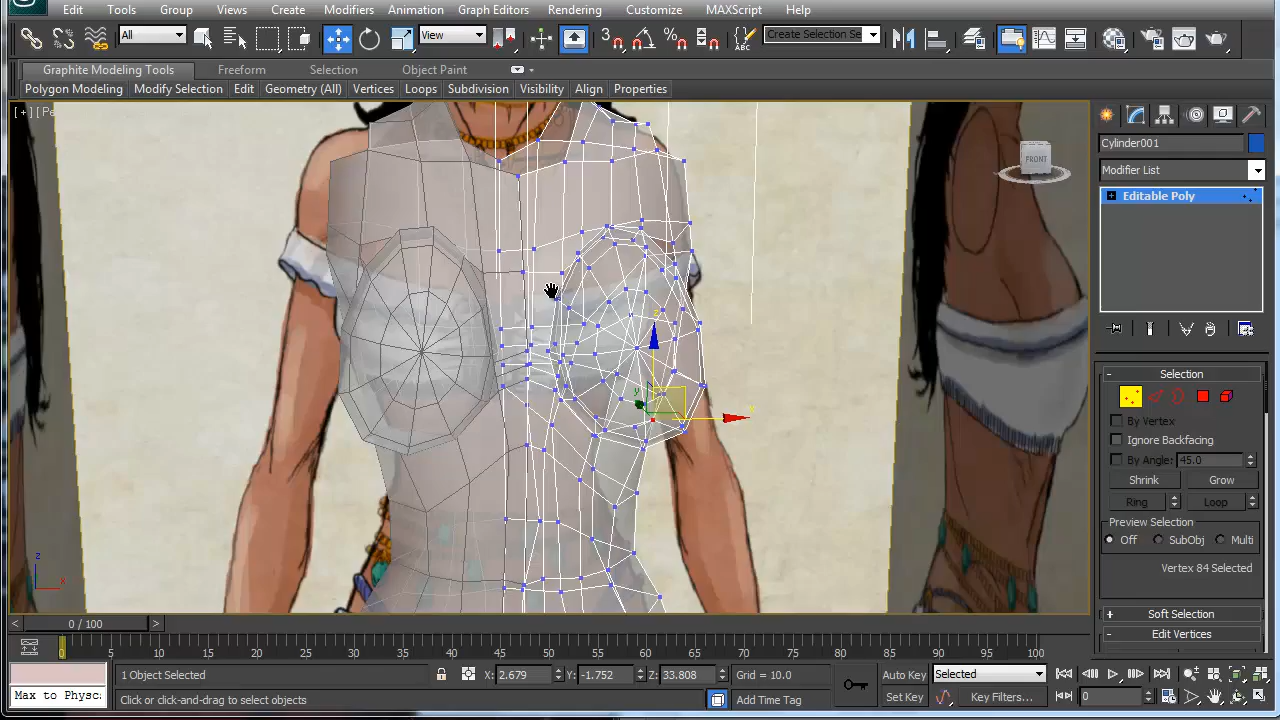 Edit Tools Group Views Create Modifiers Animation Graph Editors Rendering Customize MAXScript Help
All View 3 Create Selection Se
Graphite Modeling Tools Freeform Selection Object Paint
Polygon Modeling Modify Selection Edit Geometry (All) Vertices Loops Subdivision Visibility Align Properties
[ + ] [ Pe
FRONT
Cylinder001
Modifier List
Editable Poly
Selection
By Vertex
Ignore Backfacing
By Angle: 45.0
Shrink Grow
Ring Loop
Preview Selection
Off SubObj Multi
Vertex 84 Selected
Soft Selection
Edit Vertices
z
x
z
y
0 / 100
0 5 10 15 20 25 30 35 40 45 50 55 60 65 70 75 80 85 90 95 100
1 Object Selected X: 2.679 Y: -1.752 Z: 33.808 Grid = 10.0 Auto Key Selected
Max to Physc Click or click-and-drag to select objects Add Time Tag Set Key Key Filters... 0